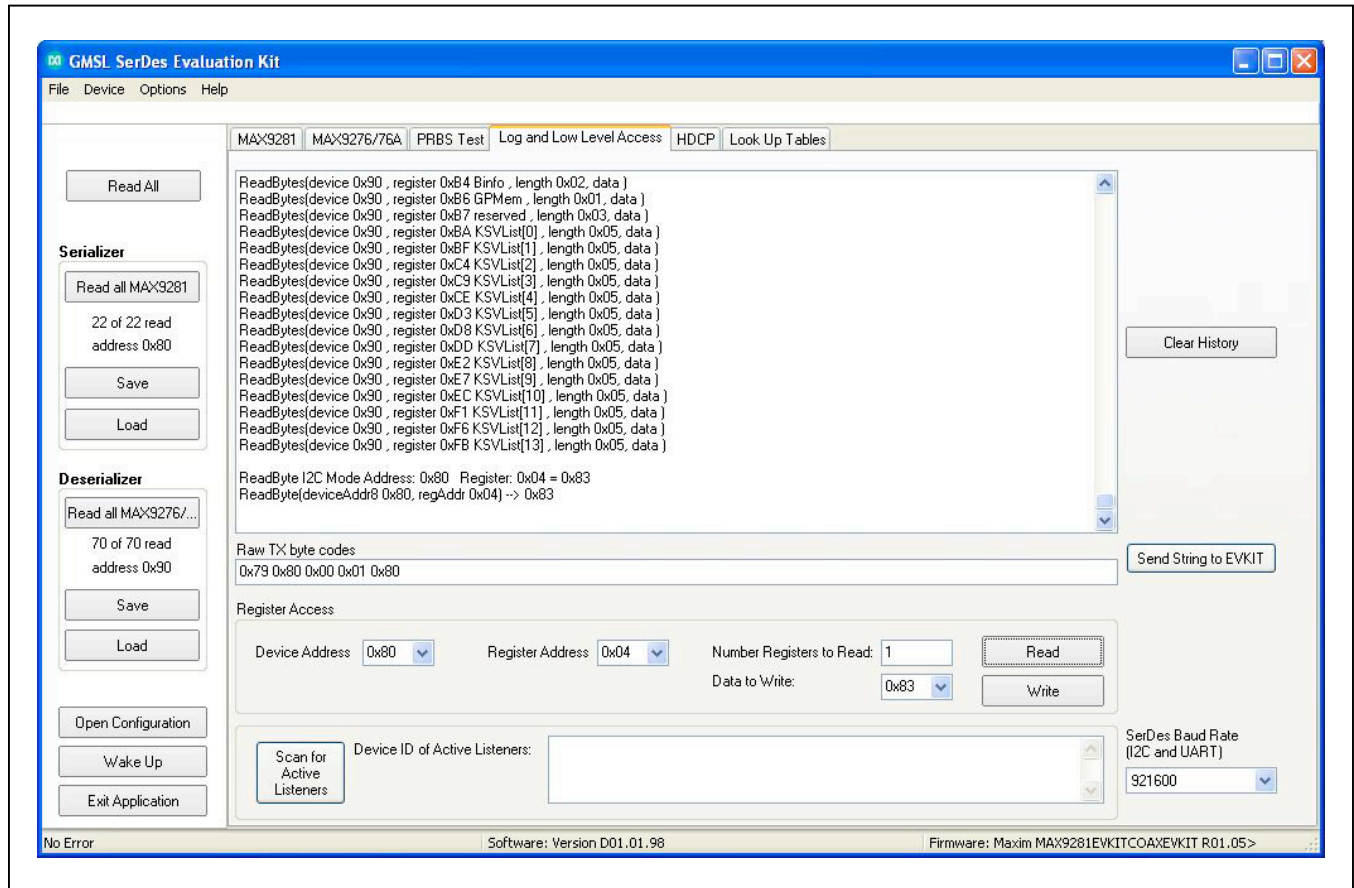 GMSL SerDes Evaluation Kit
File Device Options Help
MAX9281 MAX9276/76A PRBS Test Log and Low Level Access HDCP Look Up Tables
Read All
Serializer
Read all MAX9281
22 of 22 read
address 0x80
Save
Load
Deserializer
Read all MAX9276/...
70 of 70 read
address 0x90
Save
Load
Open Configuration
Wake Up
Exit Application
ReadBytes(device 0x90 , register 0xB4 Binfo , length 0x02, data )
ReadBytes(device 0x90 , register 0xB6 GPMem , length 0x01, data )
ReadBytes(device 0x90 , register 0xB7 reserved , length 0x03, data )
ReadBytes(device 0x90 , register 0xBA KSVList[0] , length 0x05, data )
ReadBytes(device 0x90 , register 0xBF KSVList[1] , length 0x05, data )
ReadBytes(device 0x90 , register 0xC4 KSVList[2] , length 0x05, data )
ReadBytes(device 0x90 , register 0xC9 KSVList[3] , length 0x05, data )
ReadBytes(device 0x90 , register 0xCE KSVList[4] , length 0x05, data )
ReadBytes(device 0x90 , register 0xD3 KSVList[5] , length 0x05, data )
ReadBytes(device 0x90 , register 0xD8 KSVList[6] , length 0x05, data )
ReadBytes(device 0x90 , register 0xDD KSVList[7] , length 0x05, data )
ReadBytes(device 0x90 , register 0xE2 KSVList[8] , length 0x05, data )
ReadBytes(device 0x90 , register 0xE7 KSVList[9] , length 0x05, data )
ReadBytes(device 0x90 , register 0xEC KSVList[10] , length 0x05, data )
ReadBytes(device 0x90 , register 0xF1 KSVList[11] , length 0x05, data )
ReadBytes(device 0x90 , register 0xF6 KSVList[12] , length 0x05, data )
ReadBytes(device 0x90 , register 0xFB KSVList[13] , length 0x05, data )
ReadByte I2C Mode Address: 0x80 Register: 0x04 = 0x83
ReadByte(deviceAddr8 0x80, regAddr 0x04) --> 0x83
Clear History
Raw TX byte codes
0x79 0x80 0x00 0x01 0x80
Send String to EVKIT
Register Access
Device Address 0x80 Register Address 0x04 Number Registers to Read: 1 Read
Data to Write: 0x83 Write
Scan for
Active
Listeners
Device ID of Active Listeners:
SerDes Baud Rate
(I2C and UART)
921600
No Error Software: Version D01.01.98 Firmware: Maxim MAX9281EVKITCOAXEVKIT R01.05>